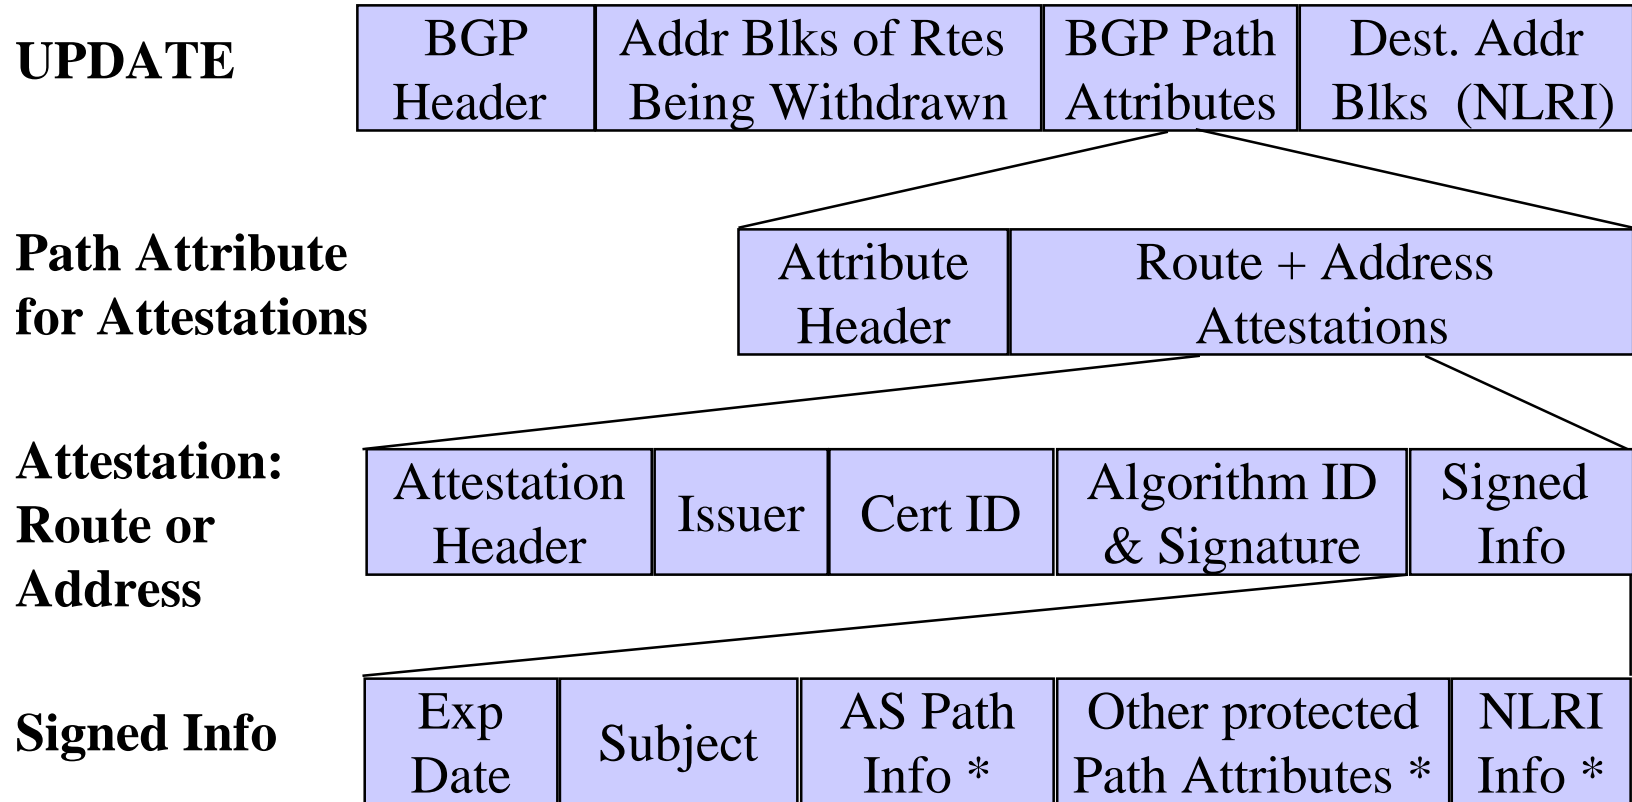 UPDATE
BGP
Header
Addr Blks of Rtes
Being Withdrawn
BGP Path
Attributes
Dest. Addr
Blks (NLRI)
Path Attribute
for Attestations
Attribute
Header
Route + Address
Attestations
Attestation:
Route or
Address
Attestation
Header
Issuer
Cert ID
Algorithm ID
& Signature
Signed
Info
Signed Info
Exp
Date
Subject
AS Path
Info *
Other protected
Path Attributes *
NLRI
Info *